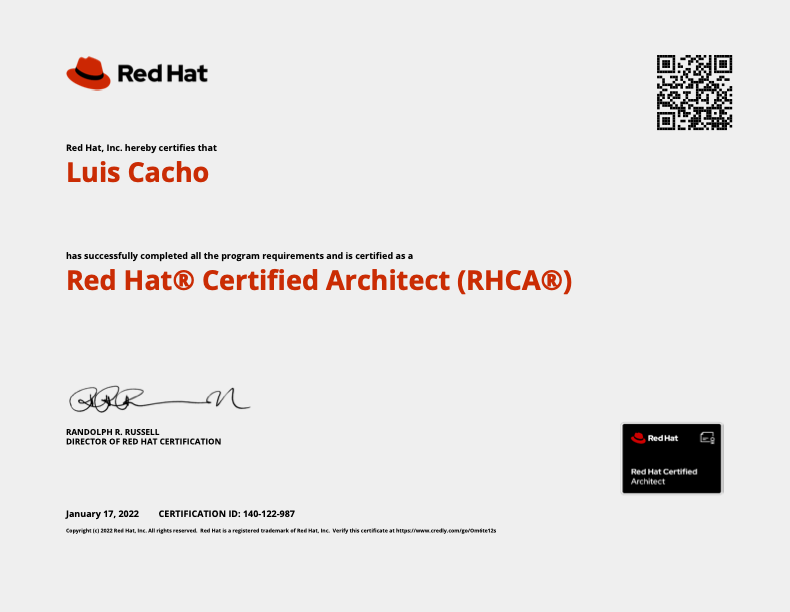 Red Hat
Red Hat, Inc. hereby certifies that
Luis Cacho
has successfully completed all the program requirements and is certified as a
Red Hat® Certified Architect (RHCA®)
RANDOLPH R. RUSSELL
DIRECTOR OF RED HAT CERTIFICATION
Red Hat
Red Hat Certified
Architect
January 17, 2022 CERTIFICATION ID: 140-122-987
Copyright (c) 2022 Red Hat, Inc. All rights reserved. Red Hat is a registered trademark of Red Hat, Inc. Verify this certificate at https://www.credly.com/go/Om6te12s